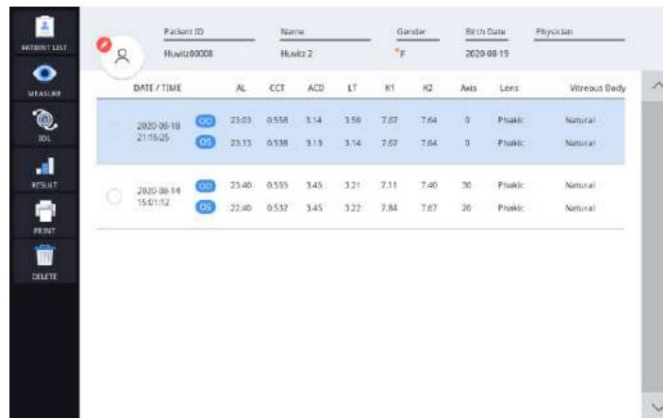 PATIENT LIST
MEASURE
IOL
RESULT
PRINT
DELETE
Patient ID Name Gender Birth Date Physician
Huvitz00008 Huvitz 2 F 2020-08-19
DATE / TIME AL CCT ACD LT K1 K2 Axis Lens Vitreous Body
2020-08-18 21:15:25
OD 23.03 0.558 3.14 3.50 7.67 7.64 0 Phakic Natural
OS 23.13 0.538 3.13 3.14 7.67 7.64 0 Phakic Natural
2020-08-14 15:01:12
OD 23.40 0.555 3.45 3.21 7.11 7.40 30 Phakic Natural
OS 22.40 0.532 3.45 3.22 7.84 7.67 20 Phakic Natural